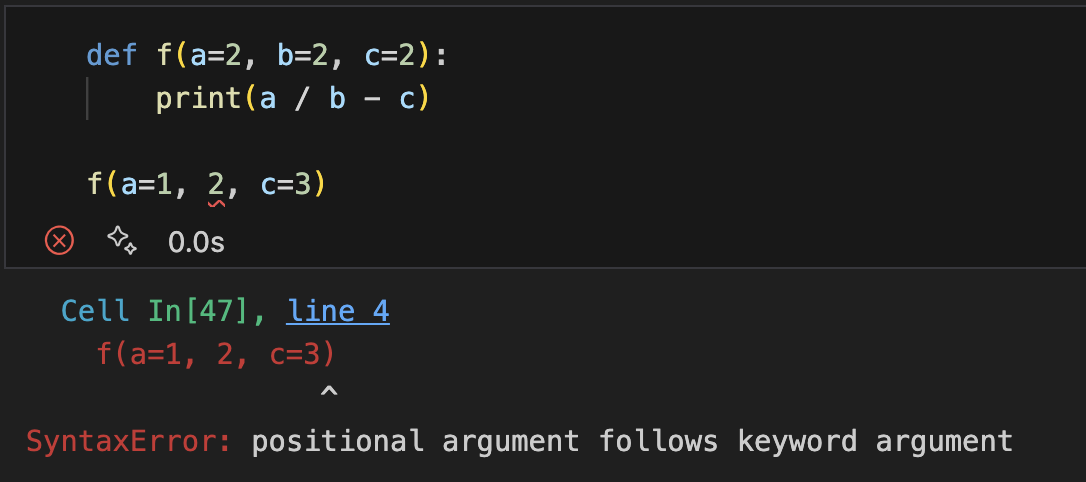 def f(a=2, b=2, c=2):
    print(a / b - c)
f(a=1, 2, c=3)
0.0s
Cell In[47], line 4
    f(a=1, 2, c=3)
                 ^
SyntaxError: positional argument follows keyword argument